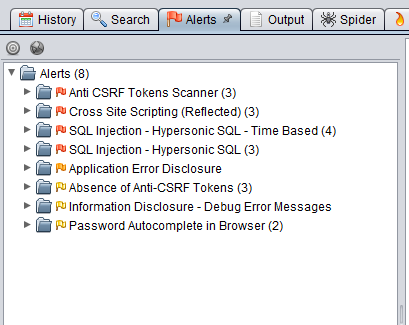 History Search Alerts Output Spider
Alerts (8)
Anti CSRF Tokens Scanner (3)
Cross Site Scripting (Reflected) (3)
SQL Injection - Hypersonic SQL - Time Based (4)
SQL Injection - Hypersonic SQL (3)
Application Error Disclosure
Absence of Anti-CSRF Tokens (3)
Information Disclosure - Debug Error Messages
Password Autocomplete in Browser (2)